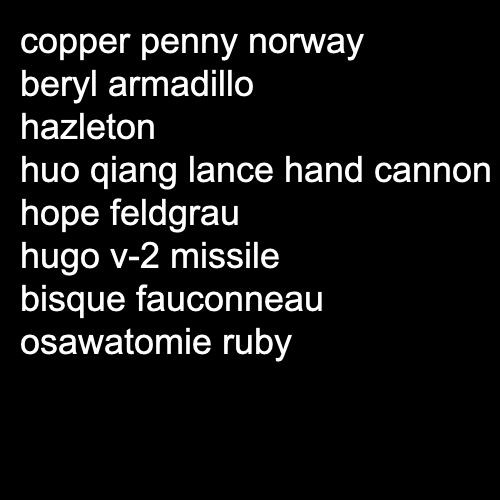 copper penny norway
beryl armadillo
hazleton
huo qiang lance hand cannon
hope feldgrau
hugo v-2 missile
bisque fauconneau
osawatomie ruby